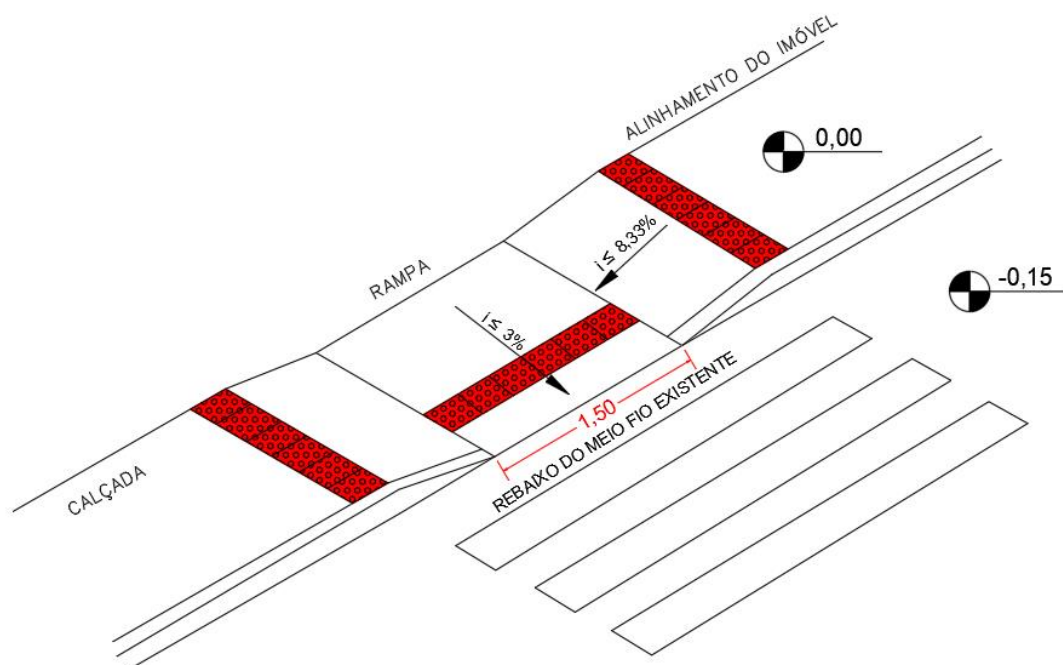 ALINHAMENTO DO IMÓVEL
0,00
i ≤ 8,33%
RAMPA
-0,15
i ≤ 3%
1,50
REBAIXO DO MEIO FIO EXISTENTE
CALÇADA